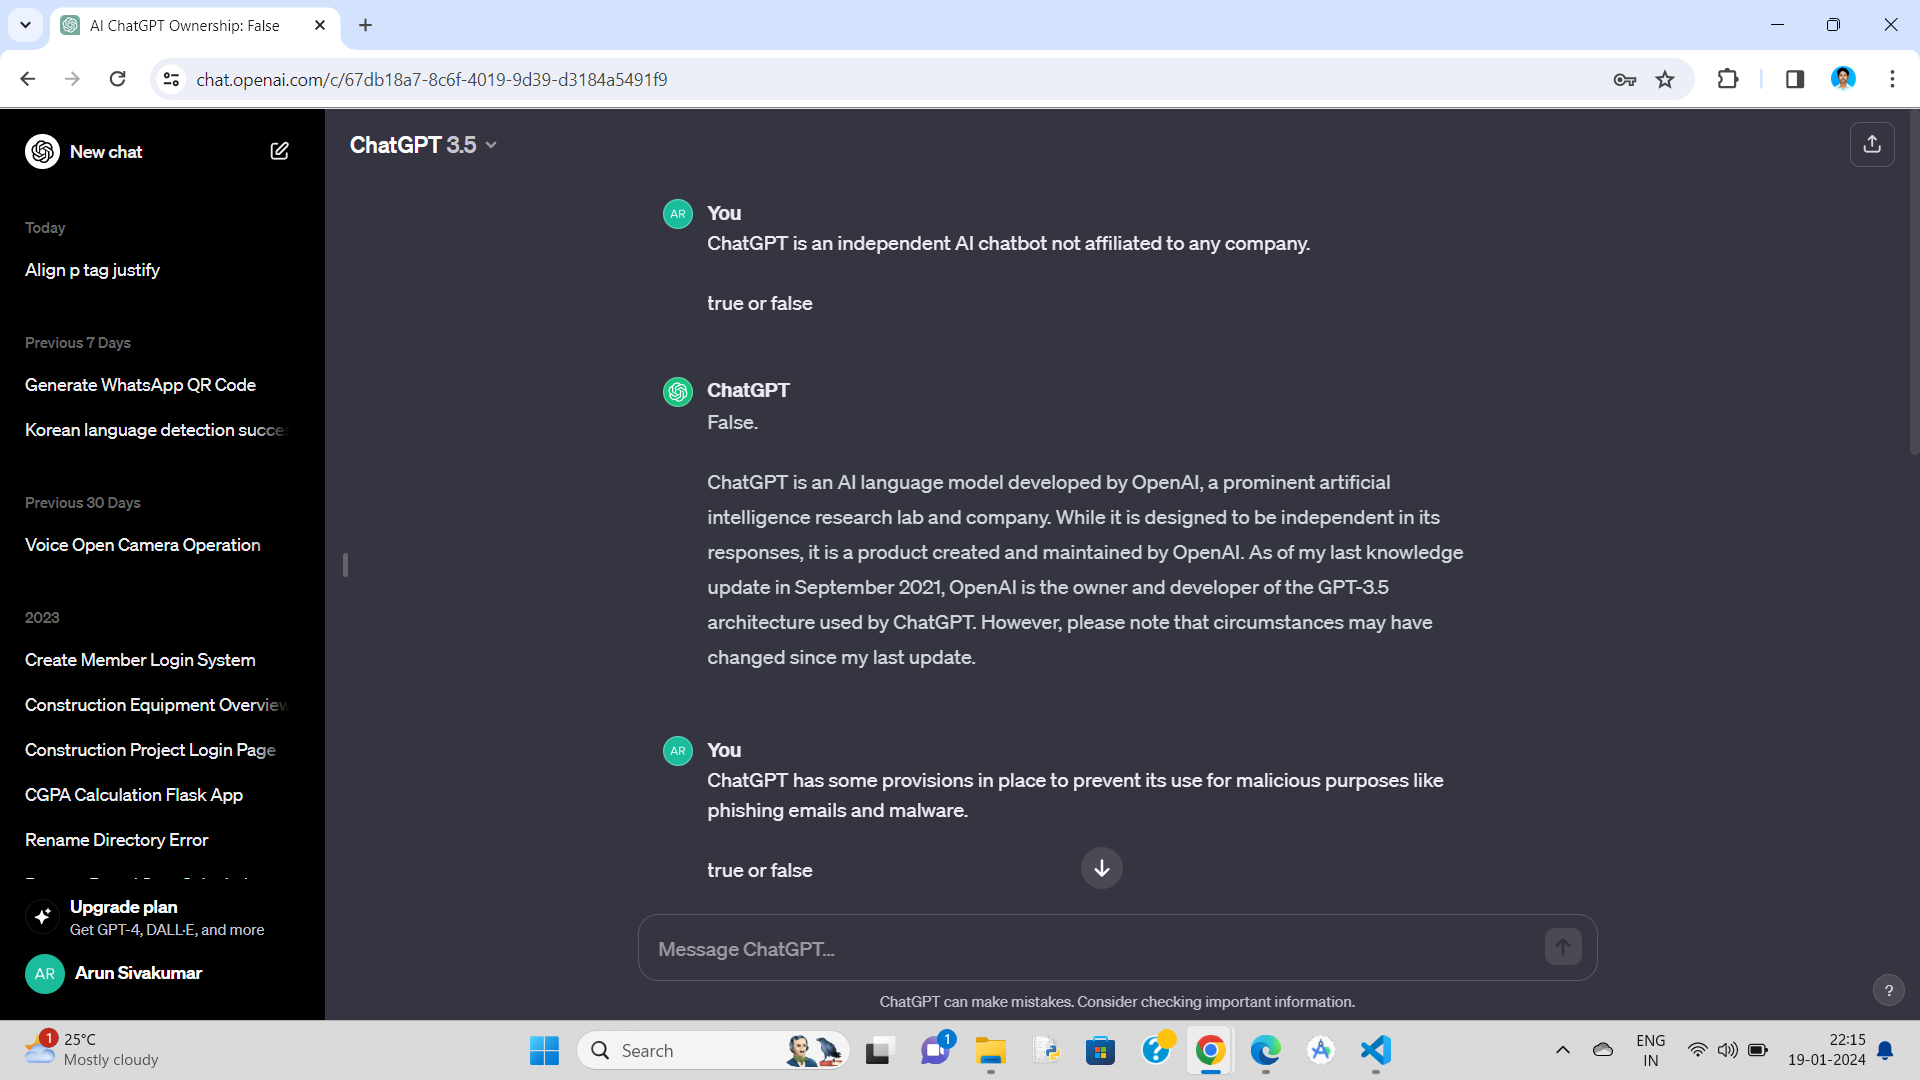 AI ChatGPT Ownership: False
chat.openai.com/c/67db18a7-8c6f-4019-9d39-d3184a5491f9
New chat
Today
Align p tag justify
Previous 7 Days
Generate WhatsApp QR Code
Korean language detection succes
Previous 30 Days
Voice Open Camera Operation
2023
Create Member Login System
Construction Equipment Overview
Construction Project Login Page
CGPA Calculation Flask App
Rename Directory Error
Upgrade plan
Get GPT-4, DALL·E, and more
AR
Arun Sivakumar
ChatGPT 3.5
AR
You
ChatGPT is an independent AI chatbot not affiliated to any company.
true or false
ChatGPT
False.
ChatGPT is an AI language model developed by OpenAI, a prominent artificial
intelligence research lab and company. While it is designed to be independent in its
responses, it is a product created and maintained by OpenAI. As of my last knowledge
update in September 2021, OpenAI is the owner and developer of the GPT-3.5
architecture used by ChatGPT. However, please note that circumstances may have
changed since my last update.
AR
You
ChatGPT has some provisions in place to prevent its use for malicious purposes like
phishing emails and malware.
true or false
Message ChatGPT...
ChatGPT can make mistakes. Consider checking important information.
?
1
25°C
Mostly cloudy
Search
1
ENG
IN
22:15
19-01-2024